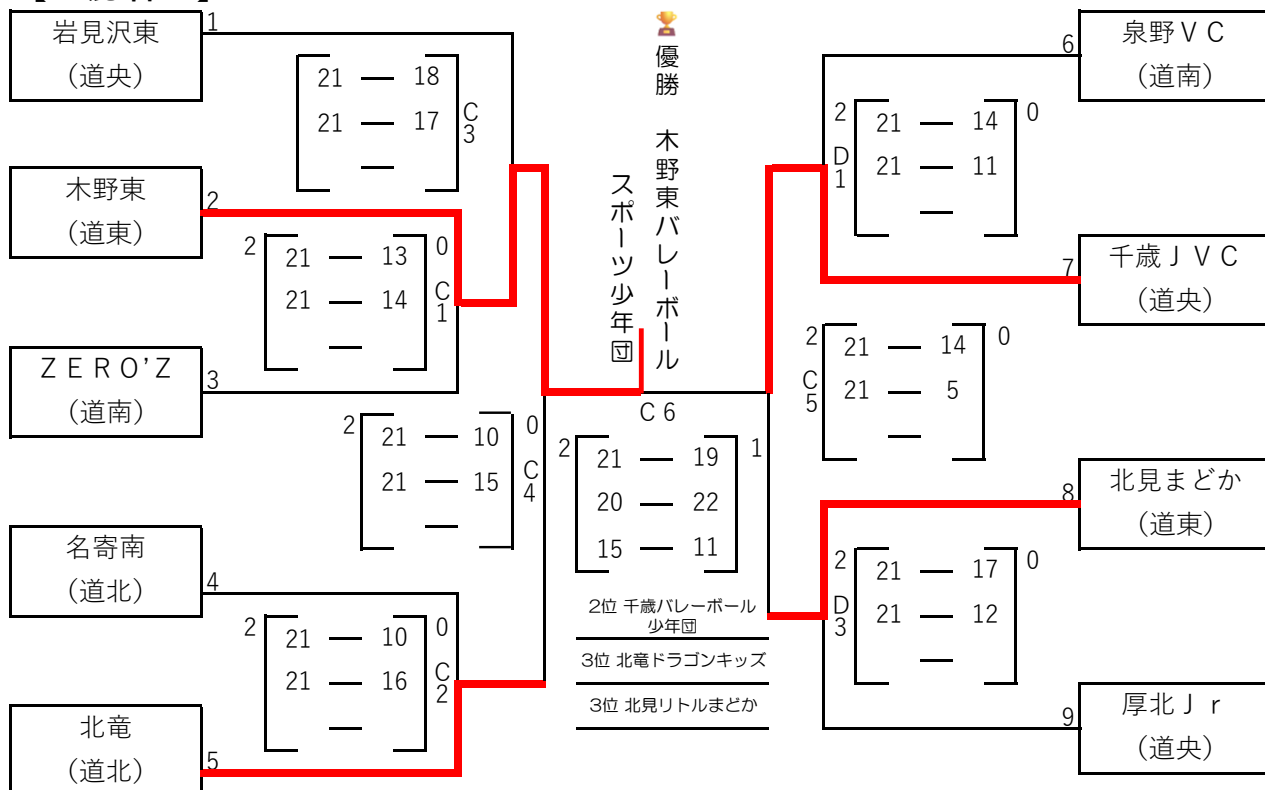 岩見沢東
(道央)
1
21 ― 18
21 ― 17
―
C3
木野東
(道東)
2
2
21 ― 13
21 ― 14
―
0
C1
ZERO'Z
(道南)
3
2
21 ― 10
21 ― 15
―
0
C4
名寄南
(道北)
4
2
21 ― 10
21 ― 16
―
0
C2
北竜
(道北)
5
優勝 木野東バレーボール
スポーツ少年団
C6
2
21 ― 19
20 ― 22
15 ― 11
1
2位 千歳バレーボール
少年団
3位 北竜ドラゴンキッズ
3位 北見リトルまどか
6
泉野VC
(道南)
2
D1
21 ― 14
21 ― 11
―
0
7
千歳JVC
(道央)
2
C5
21 ― 14
21 ― 5
―
0
8
北見まどか
(道東)
2
D3
21 ― 17
21 ― 12
―
0
9
厚北Jr
(道央)